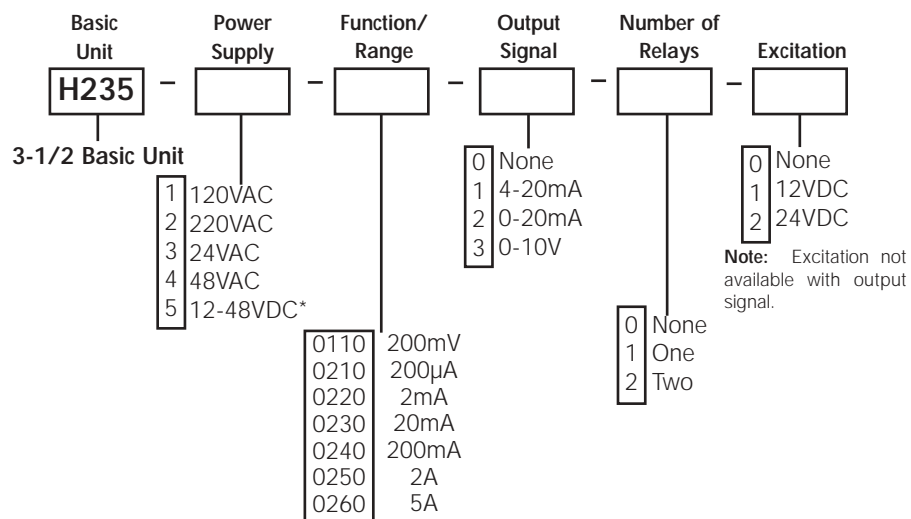 Basic Unit
Power Supply
Function/ Range
Output Signal
Number of Relays
Excitation
H235
–
–
–
–
–
3-1/2 Basic Unit
1 120VAC
2 220VAC
3 24VAC
4 48VAC
5 12-48VDC*
0110 200mV
0210 200µA
0220 2mA
0230 20mA
0240 200mA
0250 2A
0260 5A
0 None
1 4-20mA
2 0-20mA
3 0-10V
0 None
1 One
2 Two
0 None
1 12VDC
2 24VDC
Note: Excitation not
available with output
signal.